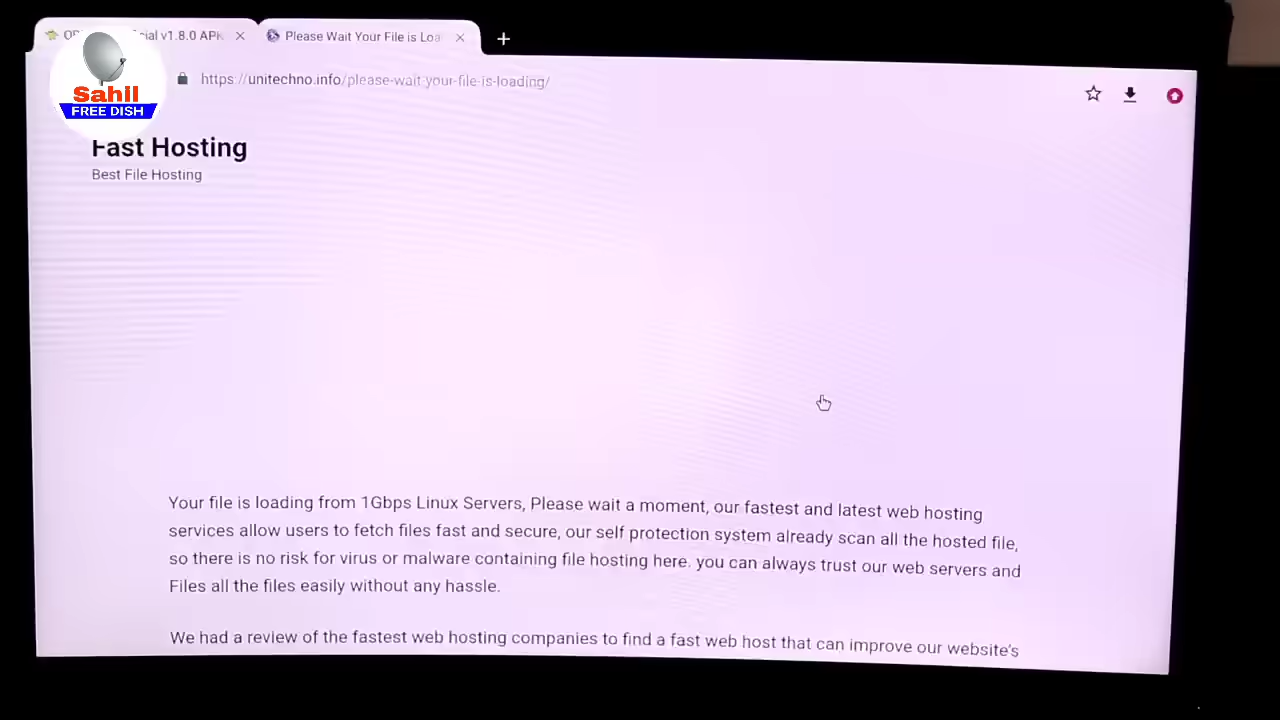 ial v1.8.0 APK
Please Wait Your File is Loa
https://unitechno.info/please-wait-your-file-is-loading/
Sahil
FREE DISH
Fast Hosting
Best File Hosting
Your file is loading from 1Gbps Linux Servers, Please wait a moment, our fastest and latest web hosting
services allow users to fetch files fast and secure, our self protection system already scan all the hosted file,
so there is no risk for virus or malware containing file hosting here. you can always trust our web servers and
Files all the files easily without any hassle.
We had a review of the fastest web hosting companies to find a fast web host that can improve our website's